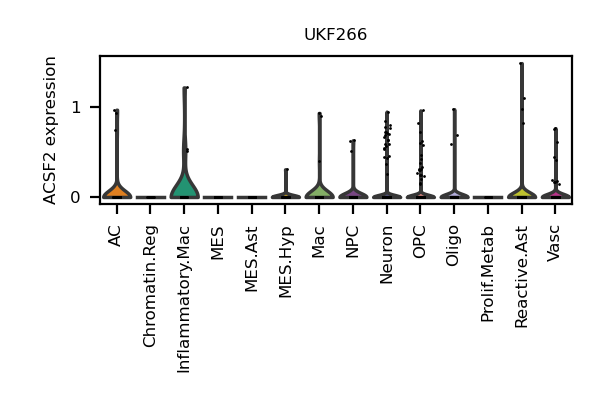 UKF266
ACSF2 expression
1
0
AC
Chromatin.Reg
Inflammatory.Mac
MES
MES.Ast
MES.Hyp
Mac
NPC
Neuron
OPC
Oligo
Prolif.Metab
Reactive.Ast
Vasc